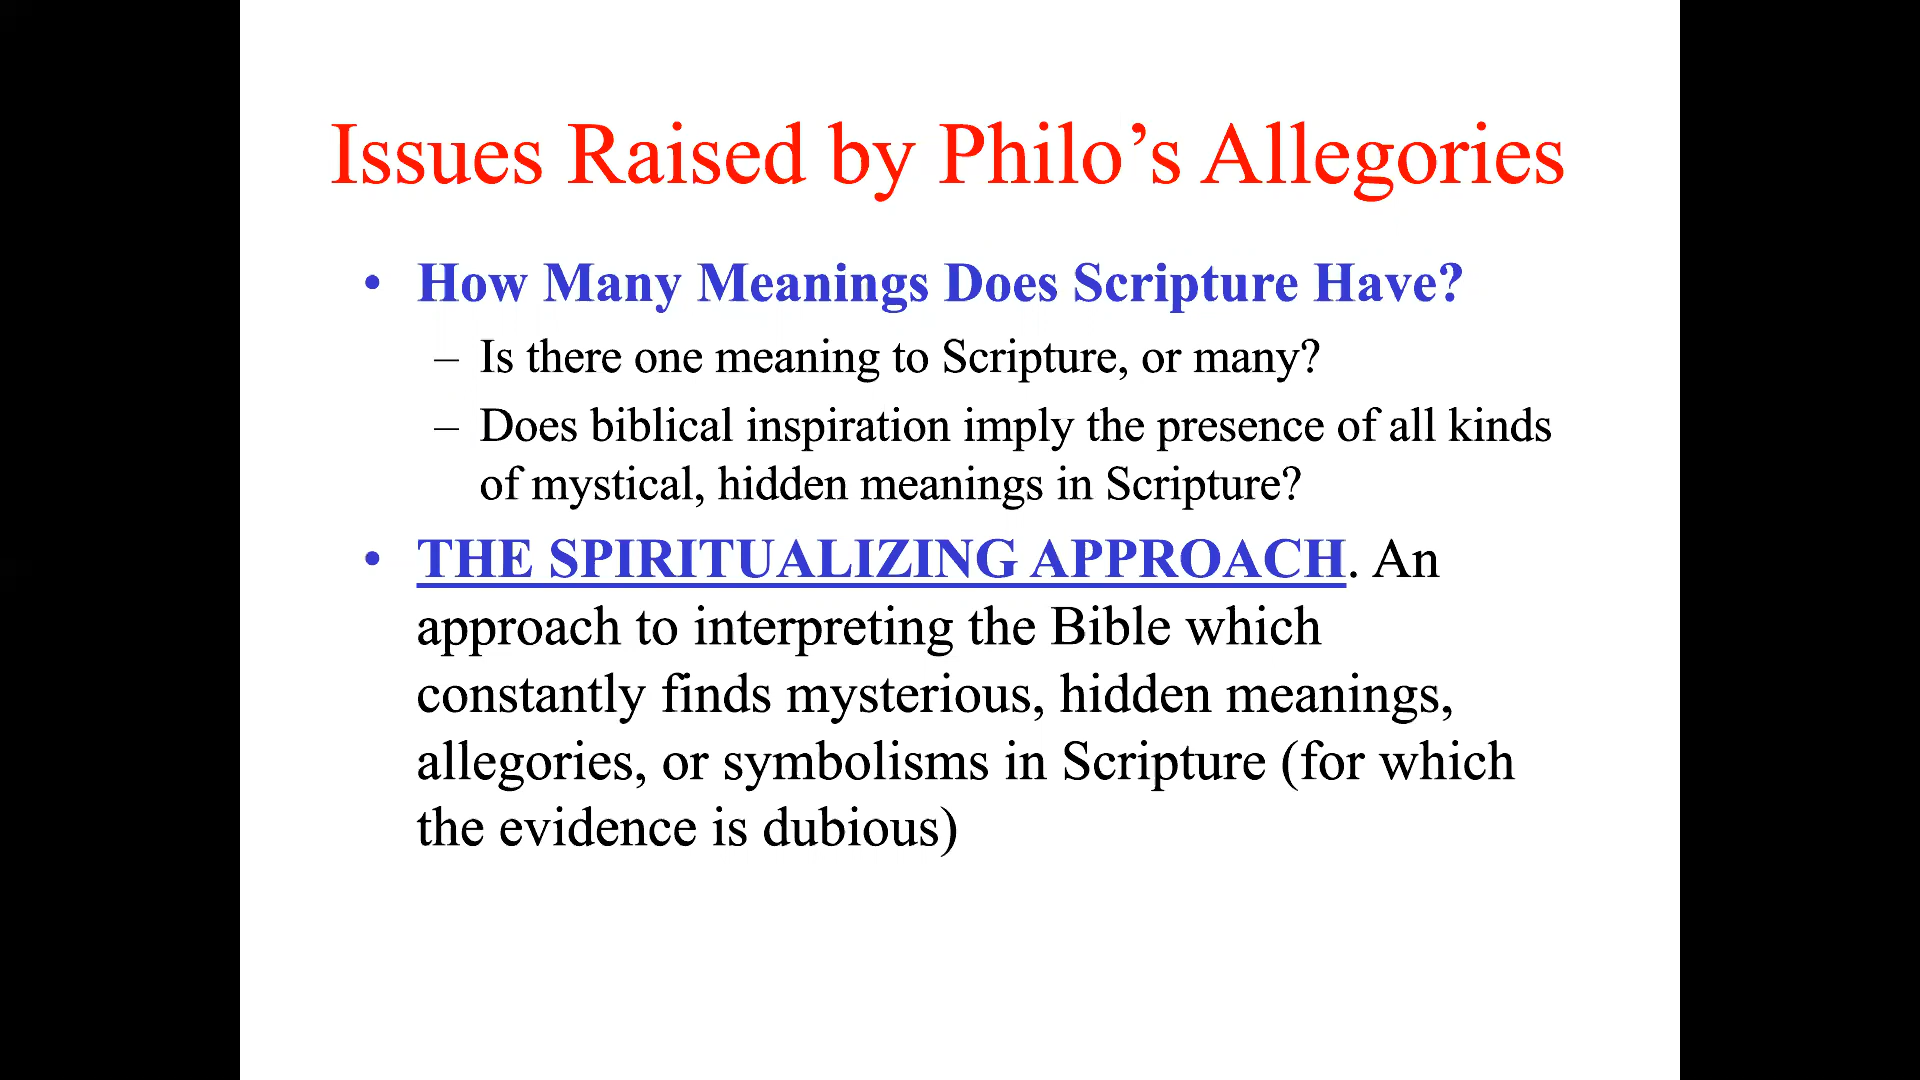 Issues Raised by Philo’s Allegories
• How Many Meanings Does Scripture Have?
– Is there one meaning to Scripture, or many?
– Does biblical inspiration imply the presence of all kinds
of mystical, hidden meanings in Scripture?
• THE SPIRITUALIZING APPROACH. An
approach to interpreting the Bible which
constantly finds mysterious, hidden meanings,
allegories, or symbolisms in Scripture (for which
the evidence is dubious)